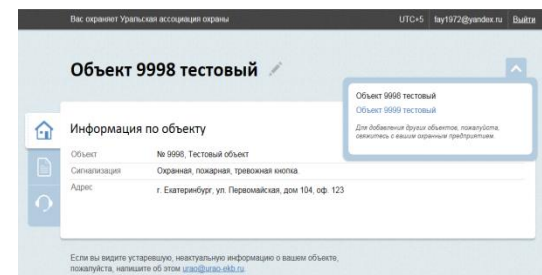 Вас охраняет Уральская ассоциация охраны UTC+5 fay1972@yandex.ru Выйти
Объект 9998 тестовый
Объект 9998 тестовый
Объект 9999 тестовый
Для добавления других объектов, пожалуйста,
свяжитесь с вашим охранным предприятием.
Информация по объекту
Объект № 9998, Тестовый объект
Сигнализация Охранная, пожарная, тревожная кнопка
Адрес г. Екатеринбург, ул. Первомайская, дом 104, оф. 123
Если вы видите устаревшую, неактуальную информацию о вашем объекте,
пожалуйста, напишите об этом urao@urao-ekb.ru.